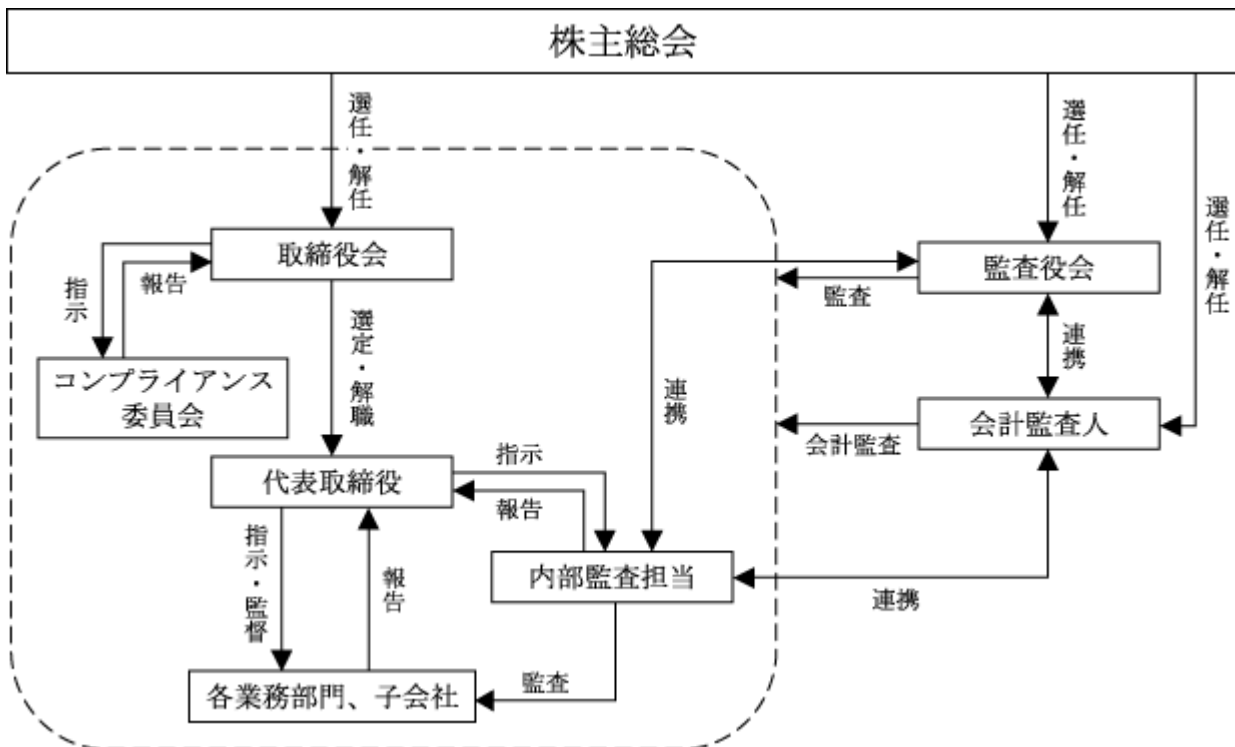 株主総会
選任・解任
選任・解任
選任・解任
取締役会
監査役会
指示
報告
監査
選定・解職
連携
連携
コンプライアンス
委員会
会計監査人
会計監査
代表取締役
指示
報告
内部監査担当
指示・監督
報告
連携
各業務部門、子会社
監査